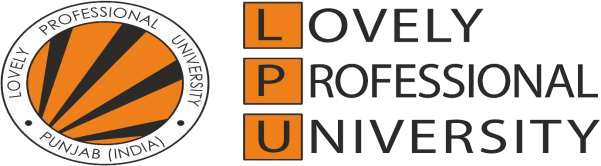 LOVELY PROFESSIONAL UNIVERSITY
• PUNJAB (INDIA) •
LOVELY
PROFESSIONAL
UNIVERSITY